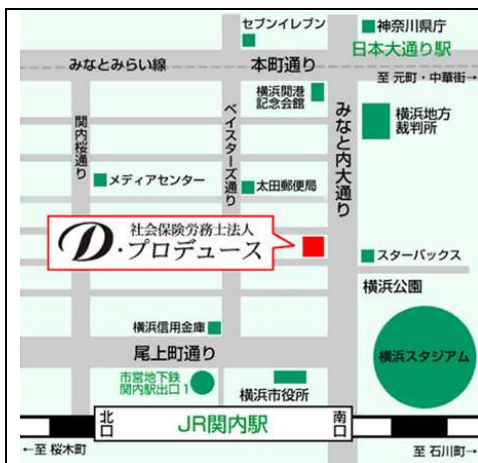 セブンイレブン
神奈川県庁
日本大通り駅
みなとみらい線
本町通り
至 元町・中華街→
横浜開港
記念会館
横浜地方
裁判所
関内桜通り
ベイスターズ通り
みなと内大通り
メディアセンター
太田郵便局
社会保険労務士法人
D・プロデュース
スターバックス
横浜公園
横浜信用金庫
尾上町通り
横浜スタジアム
市営地下鉄
関内駅出口1
横浜市役所
北口
JR関内駅
南口
←至 桜木町
至 石川町→